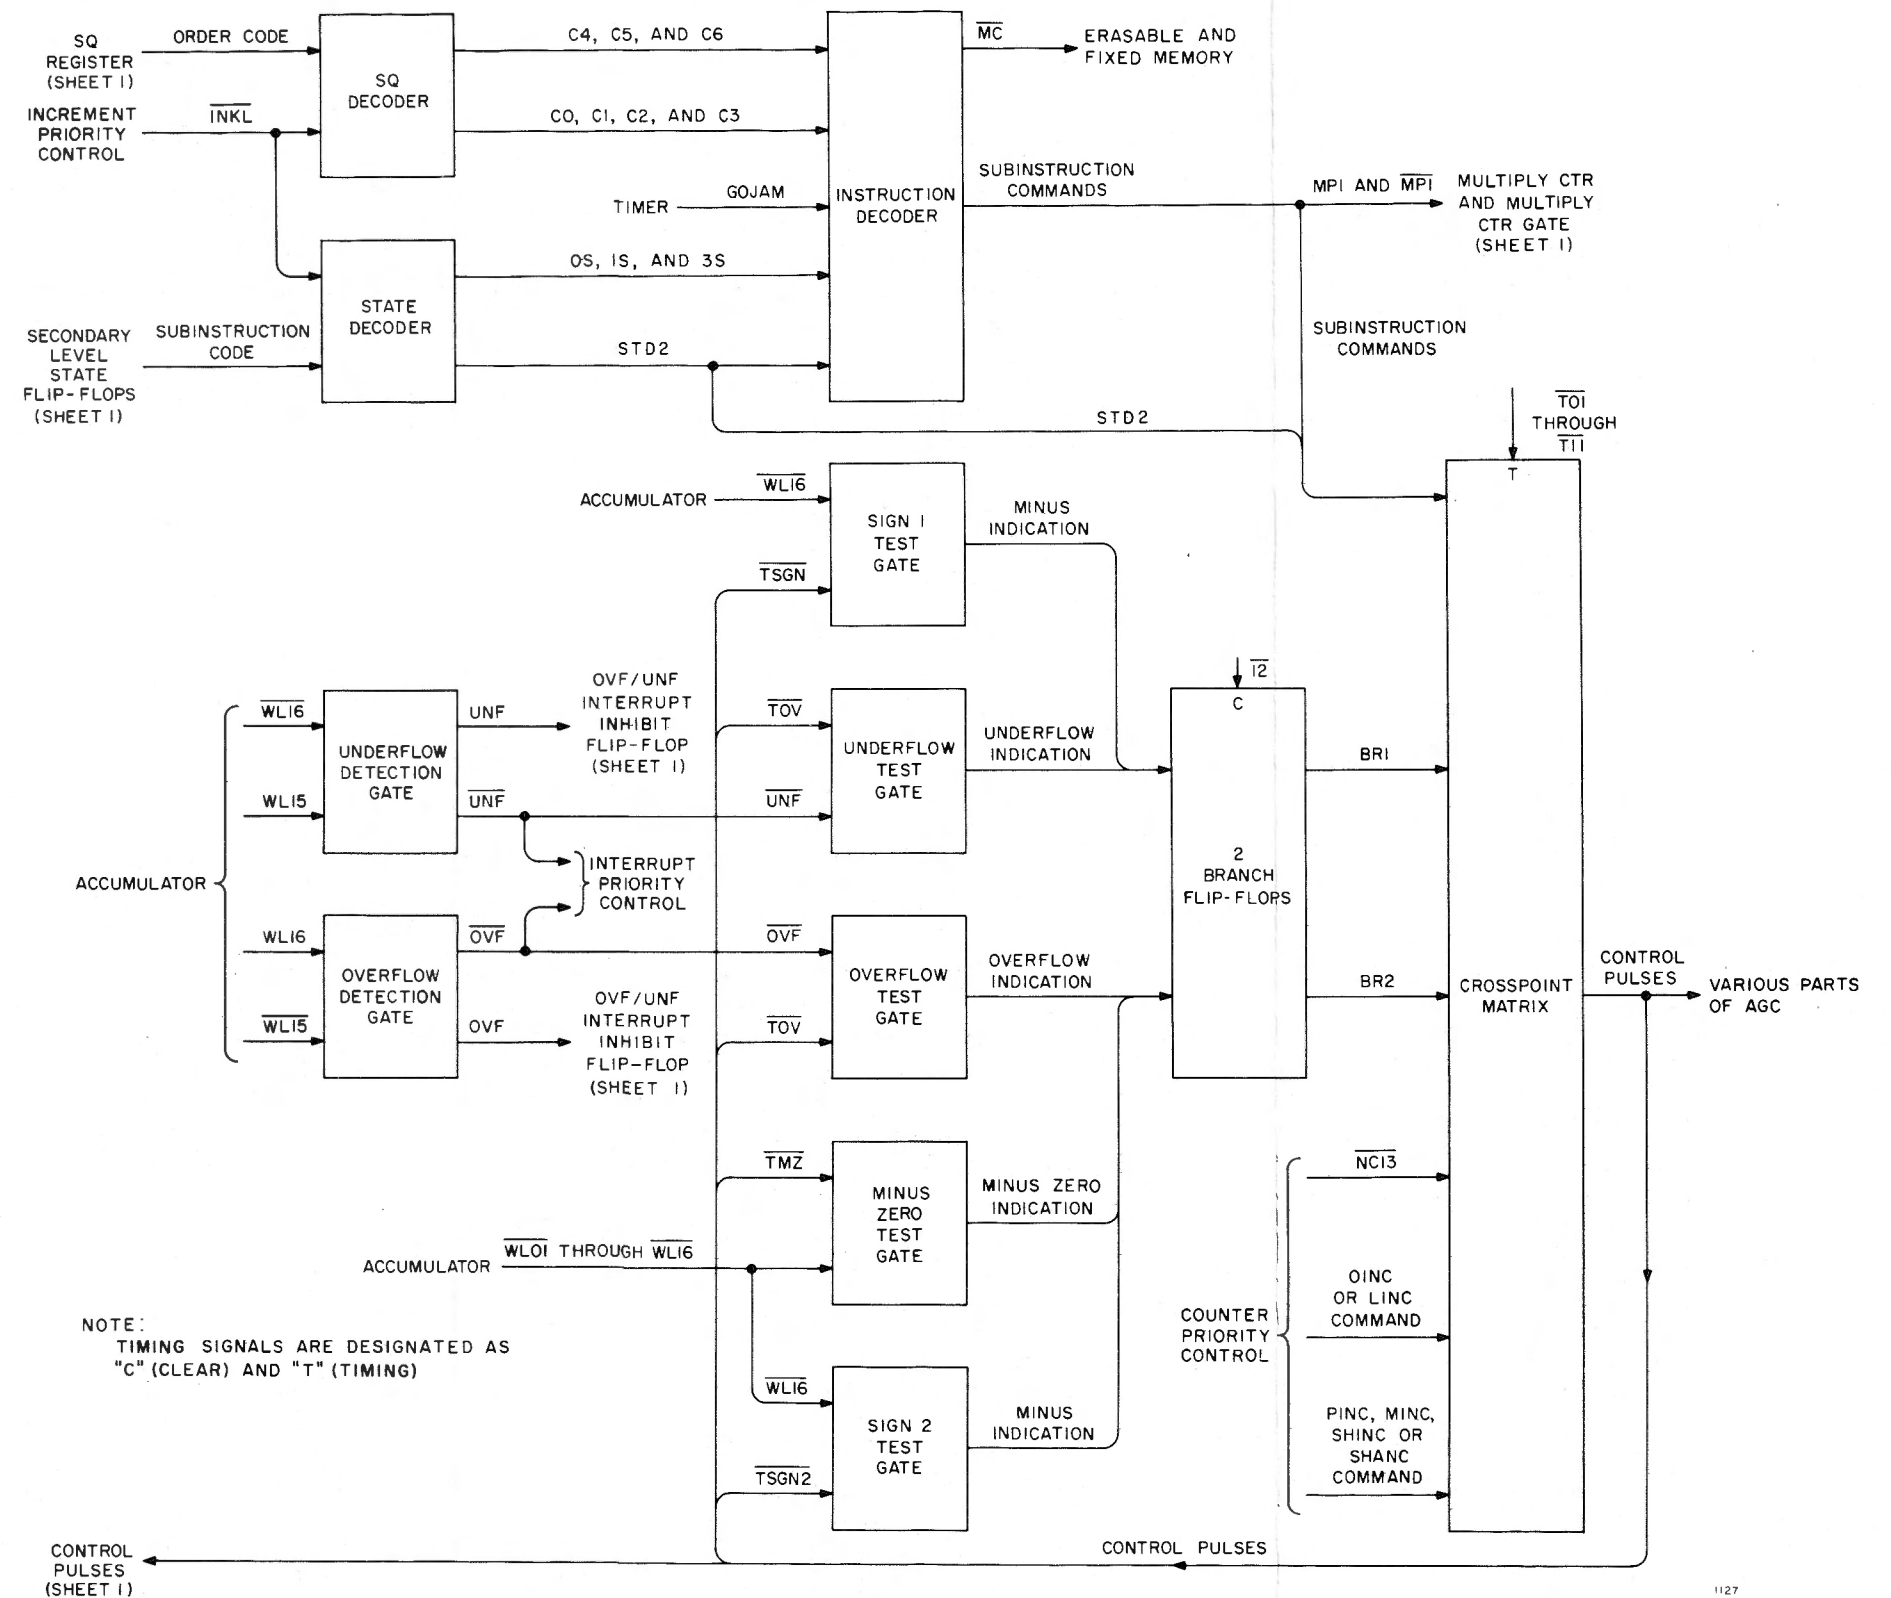 SQ
REGISTER
(SHEET 1)
ORDER CODE
INCREMENT
PRIORITY
CONTROL
INKL
SQ
DECODER
C4, C5, AND C6
C0, C1, C2, AND C3
TIMER
GOJAM
INSTRUCTION
DECODER
MC
ERASABLE AND
FIXED MEMORY
SUBINSTRUCTION
COMMANDS
MP1 AND MP1
MULTIPLY CTR
AND MULTIPLY
CTR GATE
(SHEET 1)
SECONDARY
LEVEL
STATE
FLIP-FLOPS
(SHEET 1)
SUBINSTRUCTION
CODE
STATE
DECODER
OS, IS, AND 3S
STD2
SUBINSTRUCTION
COMMANDS
STD2
T01
THROUGH
T11
T
ACCUMULATOR
WL16
TSGN
SIGN 1
TEST
GATE
MINUS
INDICATION
ACCUMULATOR
WL16
WL15
UNDERFLOW
DETECTION
GATE
UNF
UNF
OVF/UNF
INTERRUPT
INHIBIT
FLIP-FLOP
(SHEET 1)
TOV
UNF
UNDERFLOW
TEST
GATE
UNDERFLOW
INDICATION
I2
C
2
BRANCH
FLIP-FLOPS
BR1
BR2
INTERRUPT
PRIORITY
CONTROL
WL16
WL15
OVERFLOW
DETECTION
GATE
OVF
OVF
OVF/UNF
INTERRUPT
INHIBIT
FLIP-FLOP
(SHEET 1)
OVF
TOV
OVERFLOW
TEST
GATE
OVERFLOW
INDICATION
CROSSPOINT
MATRIX
CONTROL
PULSES
VARIOUS PARTS
OF AGC
TMZ
MINUS
ZERO
TEST
GATE
MINUS ZERO
INDICATION
ACCUMULATOR
WL01 THROUGH WL16
WL16
TSGN2
SIGN 2
TEST
GATE
MINUS
INDICATION
COUNTER
PRIORITY
CONTROL
NC13
OINC
OR LINC
COMMAND
PINC, MINC,
SHINC OR
SHANC
COMMAND
NOTE:
TIMING SIGNALS ARE DESIGNATED AS
"C" (CLEAR) AND "T" (TIMING)
CONTROL
PULSES
(SHEET 1)
CONTROL PULSES
1127